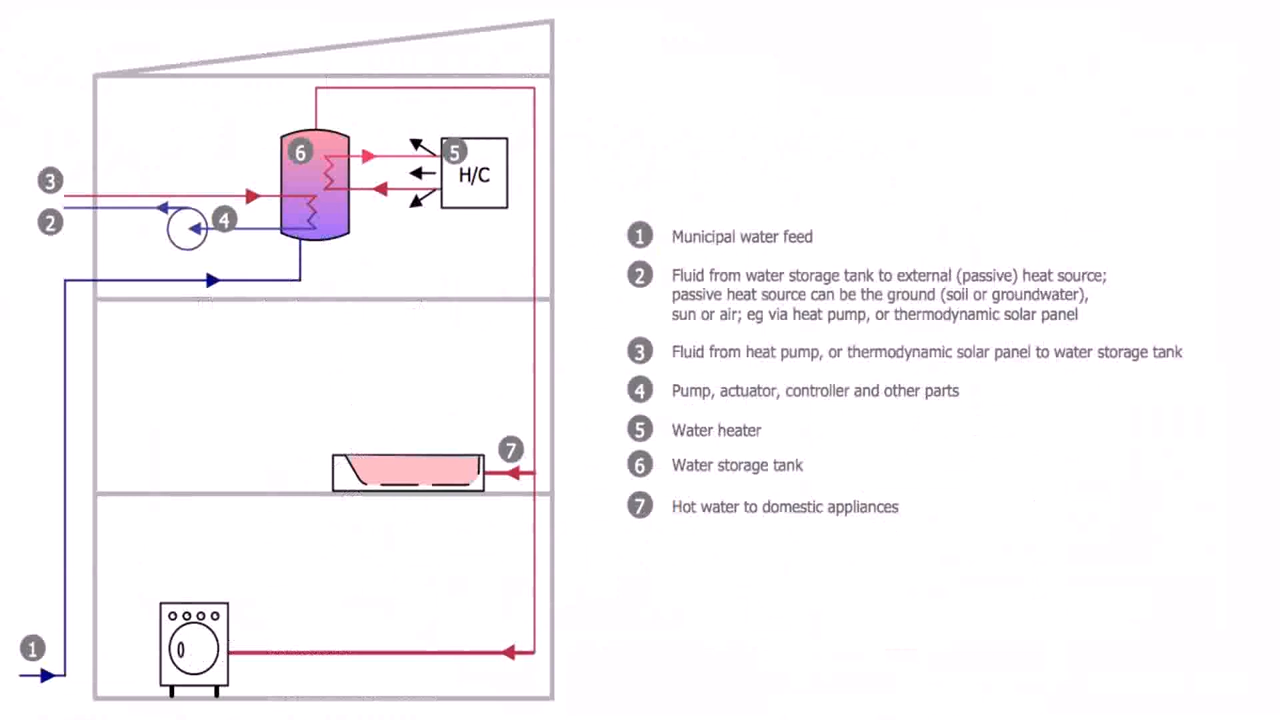 6
5
H/C
3
2
4
7
1
1 Municipal water feed
2 Fluid from water storage tank to external (passive) heat source;
passive heat source can be the ground (soil or groundwater),
sun or air; eg via heat pump, or thermodynamic solar panel
3 Fluid from heat pump, or thermodynamic solar panel to water storage tank
4 Pump, actuator, controller and other parts
5 Water heater
6 Water storage tank
7 Hot water to domestic appliances